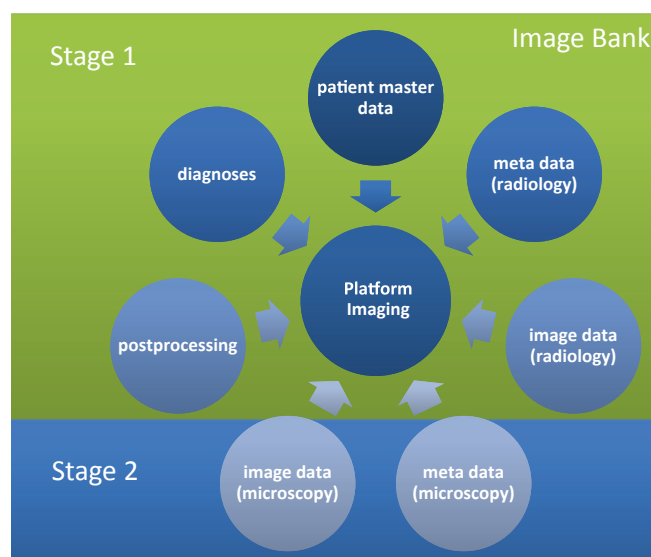 Stage 1
Image Bank
patient master
data
diagnoses
meta data
(radiology)
Platform
Imaging
postprocessing
image data
(radiology)
Stage 2
image data
(microscopy)
meta data
(microscopy)